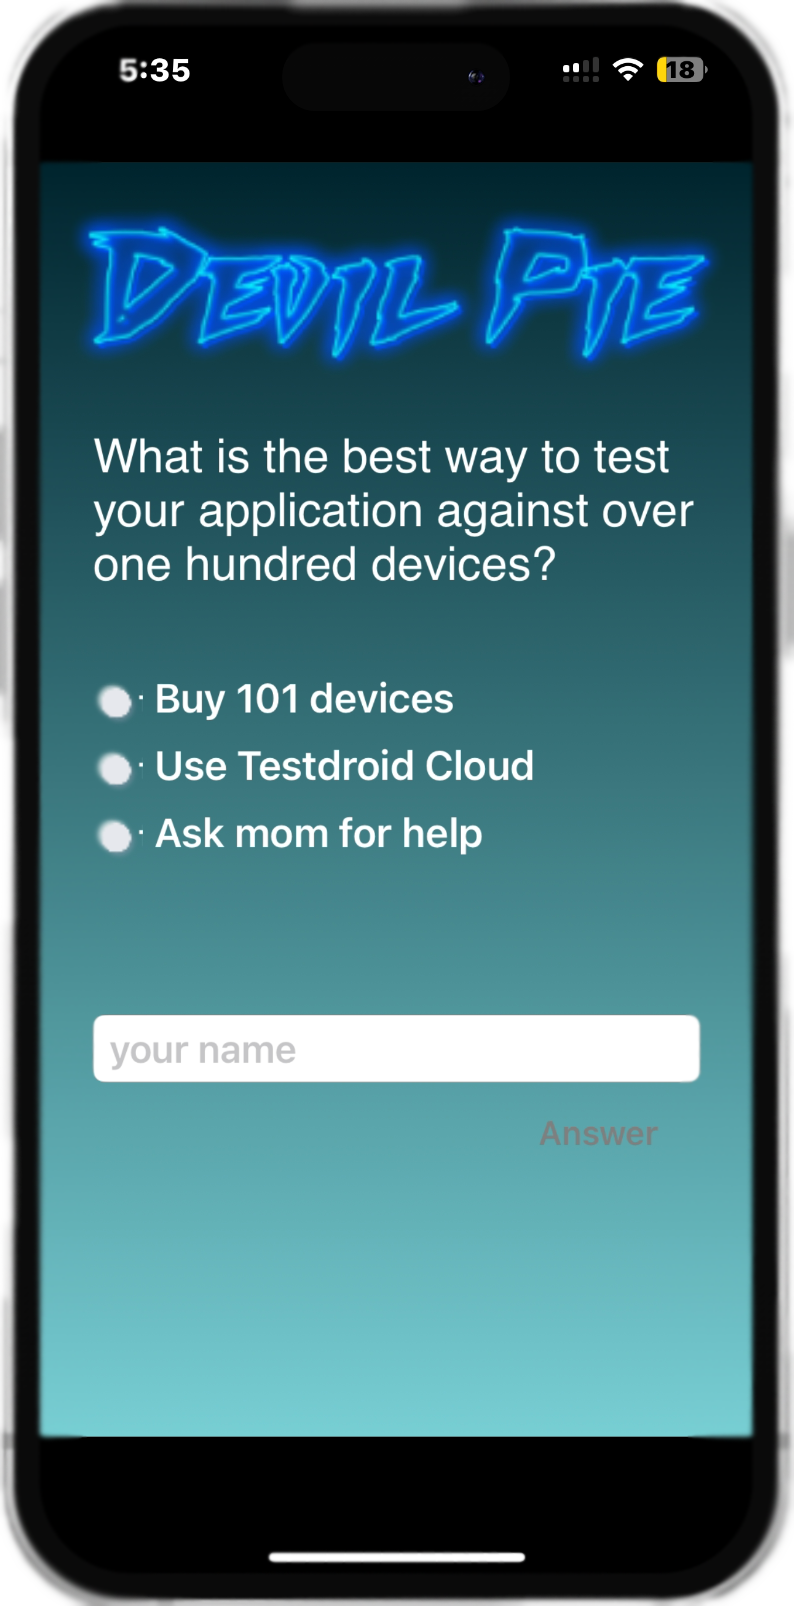 5:35
18
Devil Pie
What is the best way to test
your application against over
one hundred devices?
Buy 101 devices
Use Testdroid Cloud
Ask mom for help
your name
Answer